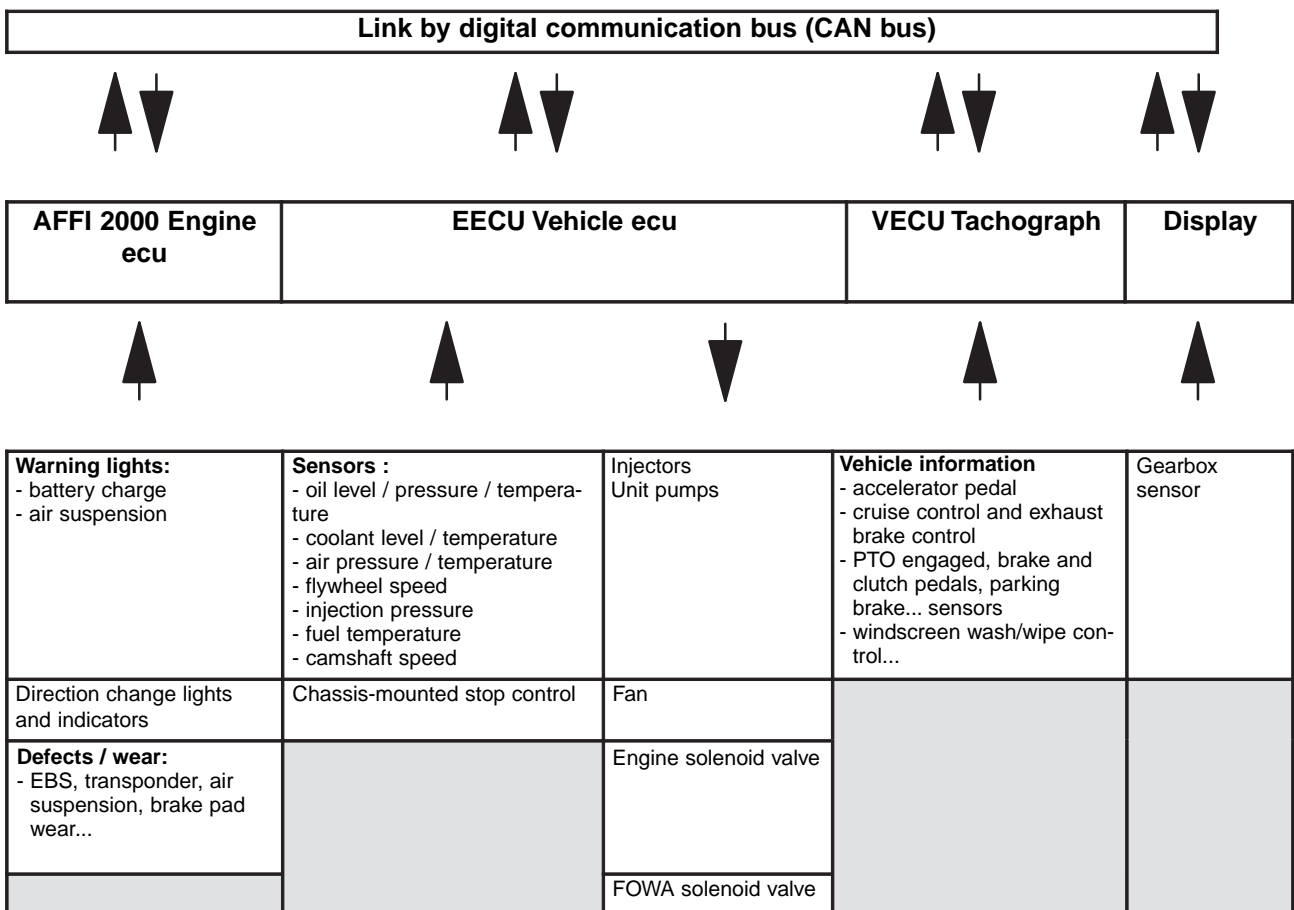 Link by digital communication bus (CAN bus)
AFFI 2000 Engine
ecu
EECU Vehicle ecu
VECU Tachograph
Display
Warning lights:
- battery charge
- air suspension
Sensors :
- oil level / pressure / tempera-
ture
- coolant level / temperature
- air pressure / temperature
- flywheel speed
- injection pressure
- fuel temperature
- camshaft speed
Injectors
Unit pumps
Vehicle information
- accelerator pedal
- cruise control and exhaust
brake control
- PTO engaged, brake and
clutch pedals, parking
brake... sensors
- windscreen wash/wipe con-
trol...
Gearbox
sensor
Direction change lights
and indicators
Chassis-mounted stop control
Fan
Defects / wear:
- EBS, transponder, air
suspension, brake pad
wear...
Engine solenoid valve
FOWA solenoid valve